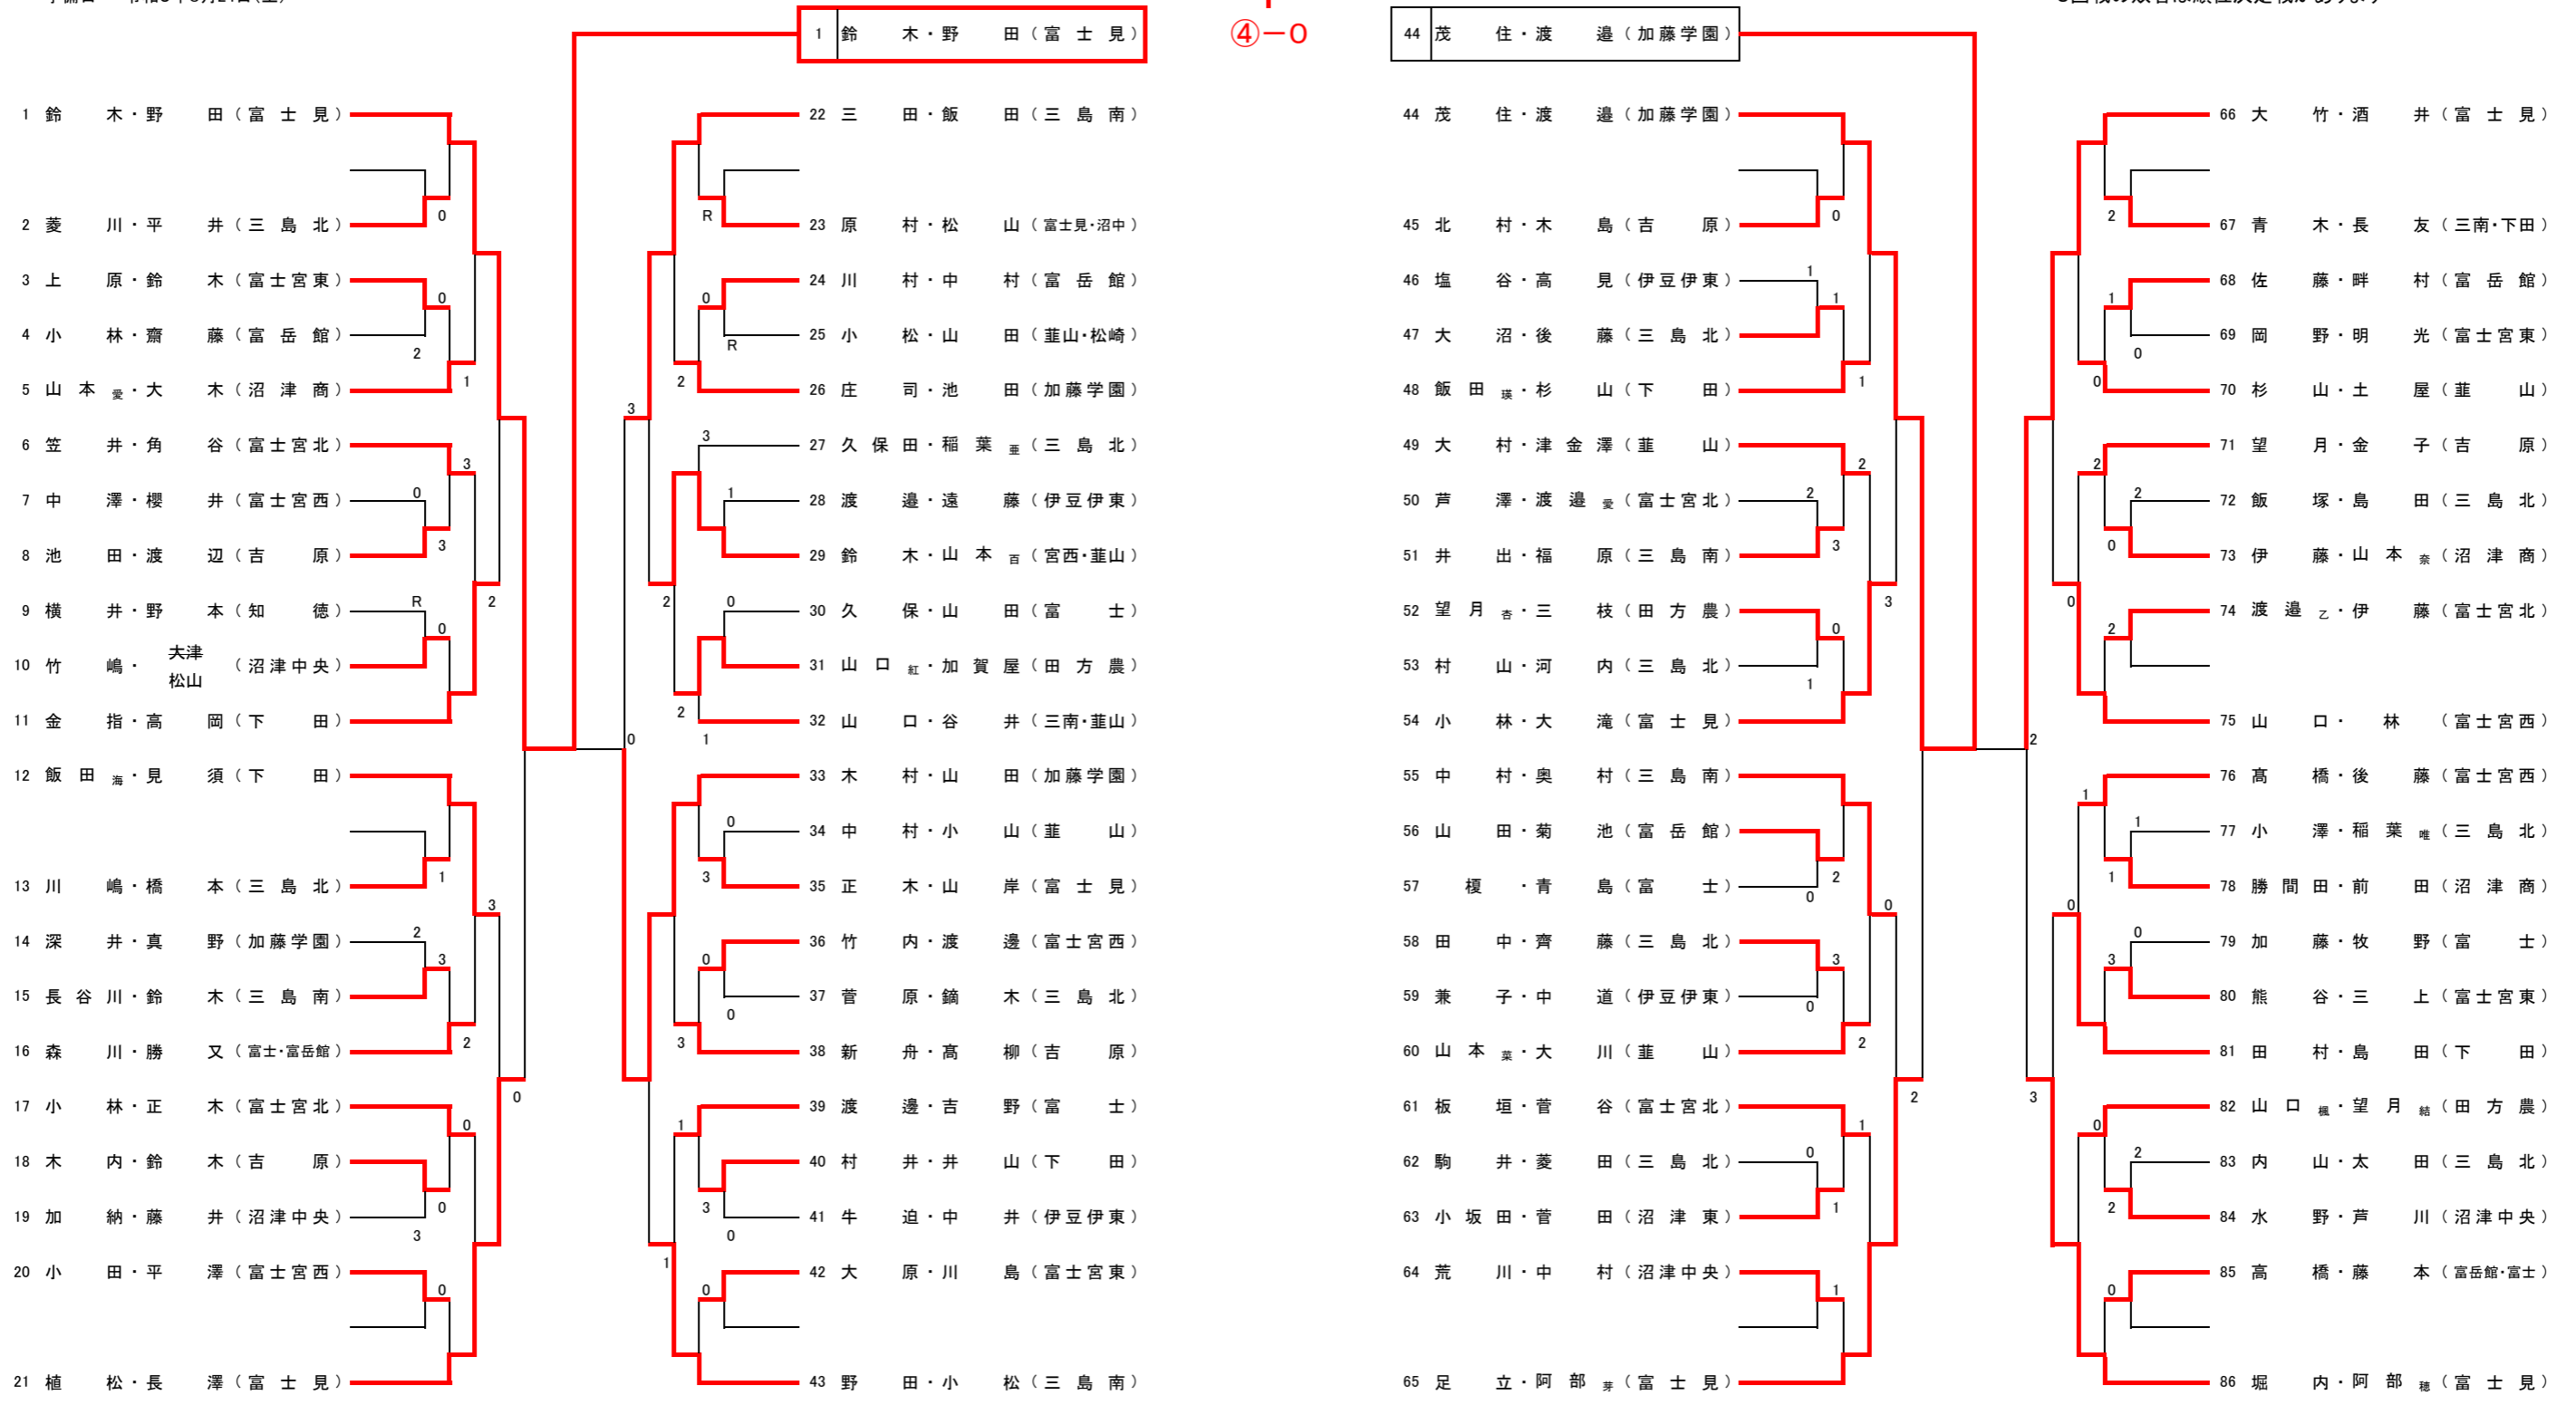 1 鈴木・野田（富士見）
④－0
44 茂住・渡邉（加藤学園）
1 鈴木・野田（富士見）
2 菱川・平井（三島北）
3 上原・鈴木（富士宮東）
4 小林・齋藤（富岳館）
5 山本愛・大木（沼津商）
6 笠井・角谷（富士宮北）
7 中澤・櫻井（富士宮西）
8 池田・渡辺（吉原）
9 横井・野本（知徳）
10 竹嶋・大津 松山（沼津中央）
11 金指・高岡（下田）
12 飯田海・見須（下田）
13 川嶋・橋本（三島北）
14 深井・真野（加藤学園）
15 長谷川・鈴木（三島南）
16 森川・勝又（富士・富岳館）
17 小林・正木（富士宮北）
18 木内・鈴木（吉原）
19 加納・藤井（沼津中央）
20 小田・平澤（富士宮西）
21 植松・長澤（富士見）
22 三田・飯田（三島南）
23 原村・松山（富士見・沼中）
24 川村・中村（富岳館）
25 小松・山田（韮山・松崎）
26 庄司・池田（加藤学園）
27 久保田・稲葉亜（三島北）
28 渡邉・遠藤（伊豆伊東）
29 鈴木・山本百（宮西・韮山）
30 久保・山田（富士）
31 山口紅・加賀屋（田方農）
32 山口・谷井（三南・韮山）
33 木村・山田（加藤学園）
34 中村・小山（韮山）
35 正木・山岸（富士見）
36 竹内・渡邊（富士宮西）
37 菅原・鏑木（三島北）
38 新舟・髙柳（吉原）
39 渡邊・吉野（富士）
40 村井・井山（下田）
41 牛迫・中井（伊豆伊東）
42 大原・川島（富士宮東）
43 野田・小松（三島南）
44 茂住・渡邉（加藤学園）
45 北村・木島（吉原）
46 塩谷・高見（伊豆伊東）
47 大沼・後藤（三島北）
48 飯田瑛・杉山（下田）
49 大村・津金澤（韮山）
50 芦澤・渡邉愛（富士宮北）
51 井出・福原（三島南）
52 望月杏・三枝（田方農）
53 村山・河内（三島北）
54 小林・大滝（富士見）
55 中村・奥村（三島南）
56 山田・菊池（富岳館）
57 榎・青島（富士）
58 田中・齊藤（三島北）
59 兼子・中道（伊豆伊東）
60 山本菜・大川（韮山）
61 板垣・菅谷（富士宮北）
62 駒井・菱田（三島北）
63 小坂田・菅田（沼津東）
64 荒川・中村（沼津中央）
65 足立・阿部芽（富士見）
66 大竹・酒井（富士見）
67 青木・長友（三南・下田）
68 佐藤・畔村（富岳館）
69 岡野・明光（富士宮東）
70 杉山・土屋（韮山）
71 望月・金子（吉原）
72 飯塚・島田（三島北）
73 伊藤・山本奈（沼津商）
74 渡邉乙・伊藤（富士宮北）
75 山口・林（富士宮西）
76 髙橋・後藤（富士宮西）
77 小澤・稲葉唯（三島北）
78 勝間田・前田（沼津商）
79 加藤・牧野（富士）
80 熊谷・三上（富士宮東）
81 田村・島田（下田）
82 山口楓・望月結（田方農）
83 内山・太田（三島北）
84 水野・芦川（沼津中央）
85 高橋・藤本（富岳館・富士）
86 堀内・阿部穂（富士見）